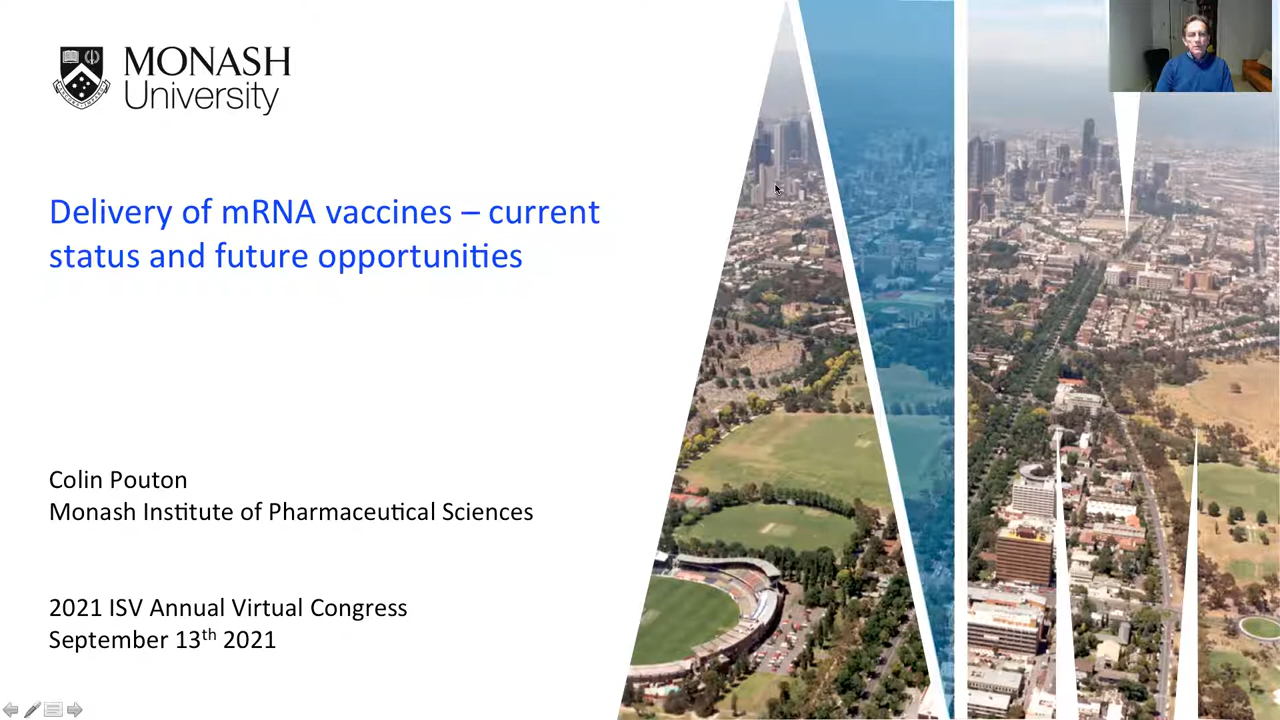 MONASH
University
Delivery of mRNA vaccines – current
status and future opportunities
Colin Pouton
Monash Institute of Pharmaceutical Sciences
2021 ISV Annual Virtual Congress
September 13th 2021